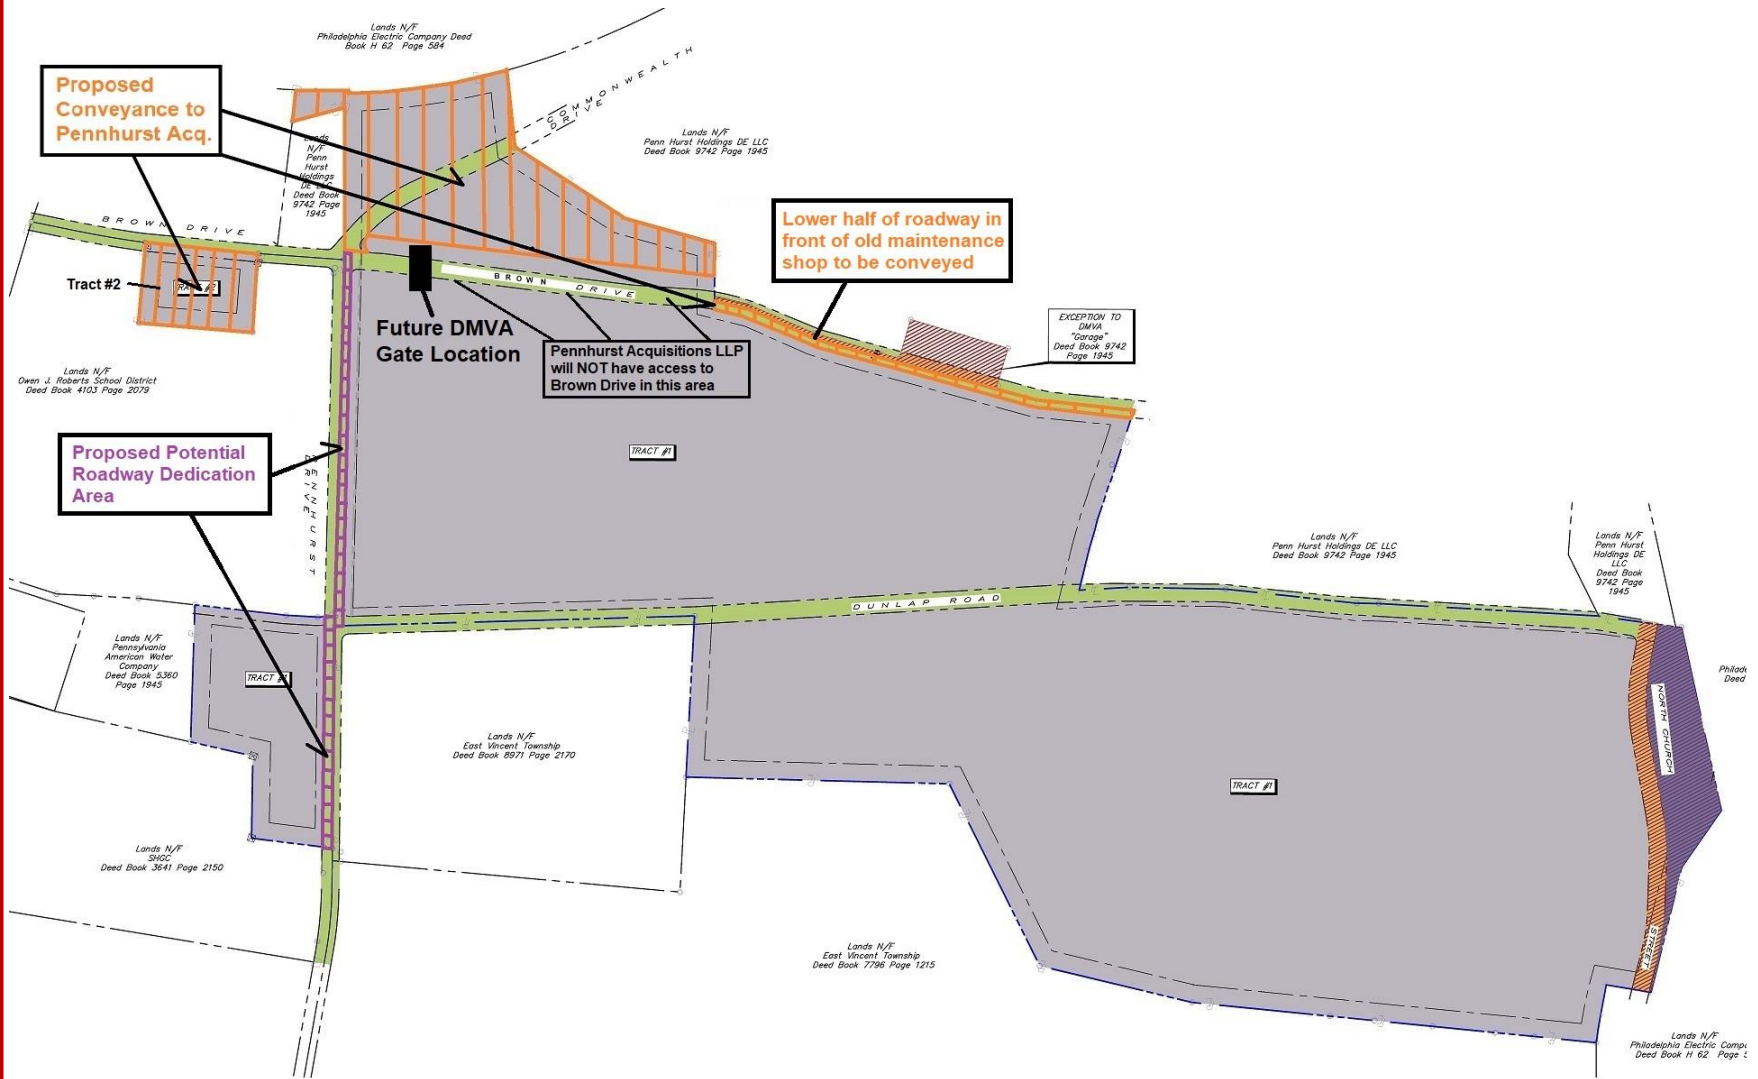 Lands N/F
Philadelphia Electric Company Deed
Book H 62 Page 584
Proposed
Conveyance to
Pennhurst Acq.
COMMONWEALTH
DRIVE
Lands
N/F
Penn
Hurst
Holdings
DE LLC
Deed Book
9742 Page
1945
Lands N/F
Penn Hurst Holdings DE LLC
Deed Book 9742 Page 1945
Lower half of roadway in
front of old maintenance
shop to be conveyed
BROWN DRIVE
Tract #2
BROWN DRIVE
Future DMVA
Gate Location
Pennhurst Acquisitions LLP
will NOT have access to
Brown Drive in this area
EXCEPTION TO
DMVA
"Garage"
Deed Book 9742
Page 1945
Lands N/F
Owen J. Roberts School District
Deed Book 4103 Page 2079
Proposed Potential
Roadway Dedication
Area
PENNHURST
DRIVE
TRACT #1
Lands N/F
Penn Hurst Holdings DE LLC
Deed Book 9742 Page 1945
Lands N/F
Penn Hurst
Holdings DE
LLC
Deed Book
9742 Page
1945
DUNLAP ROAD
Lands N/F
Pennsylvania
American Water
Company
Deed Book 5360
Page 1945
TRACT #1
Lands N/F
East Vincent Township
Deed Book 8971 Page 2170
TRACT #1
NORTH CHURCH
STREET
Deed
Lands N/F
SHGC
Deed Book 3641 Page 2150
Lands N/F
East Vincent Township
Deed Book 7796 Page 1215
Lands N/F
Philadelphia Electric Comp
Deed Book H 62 Page